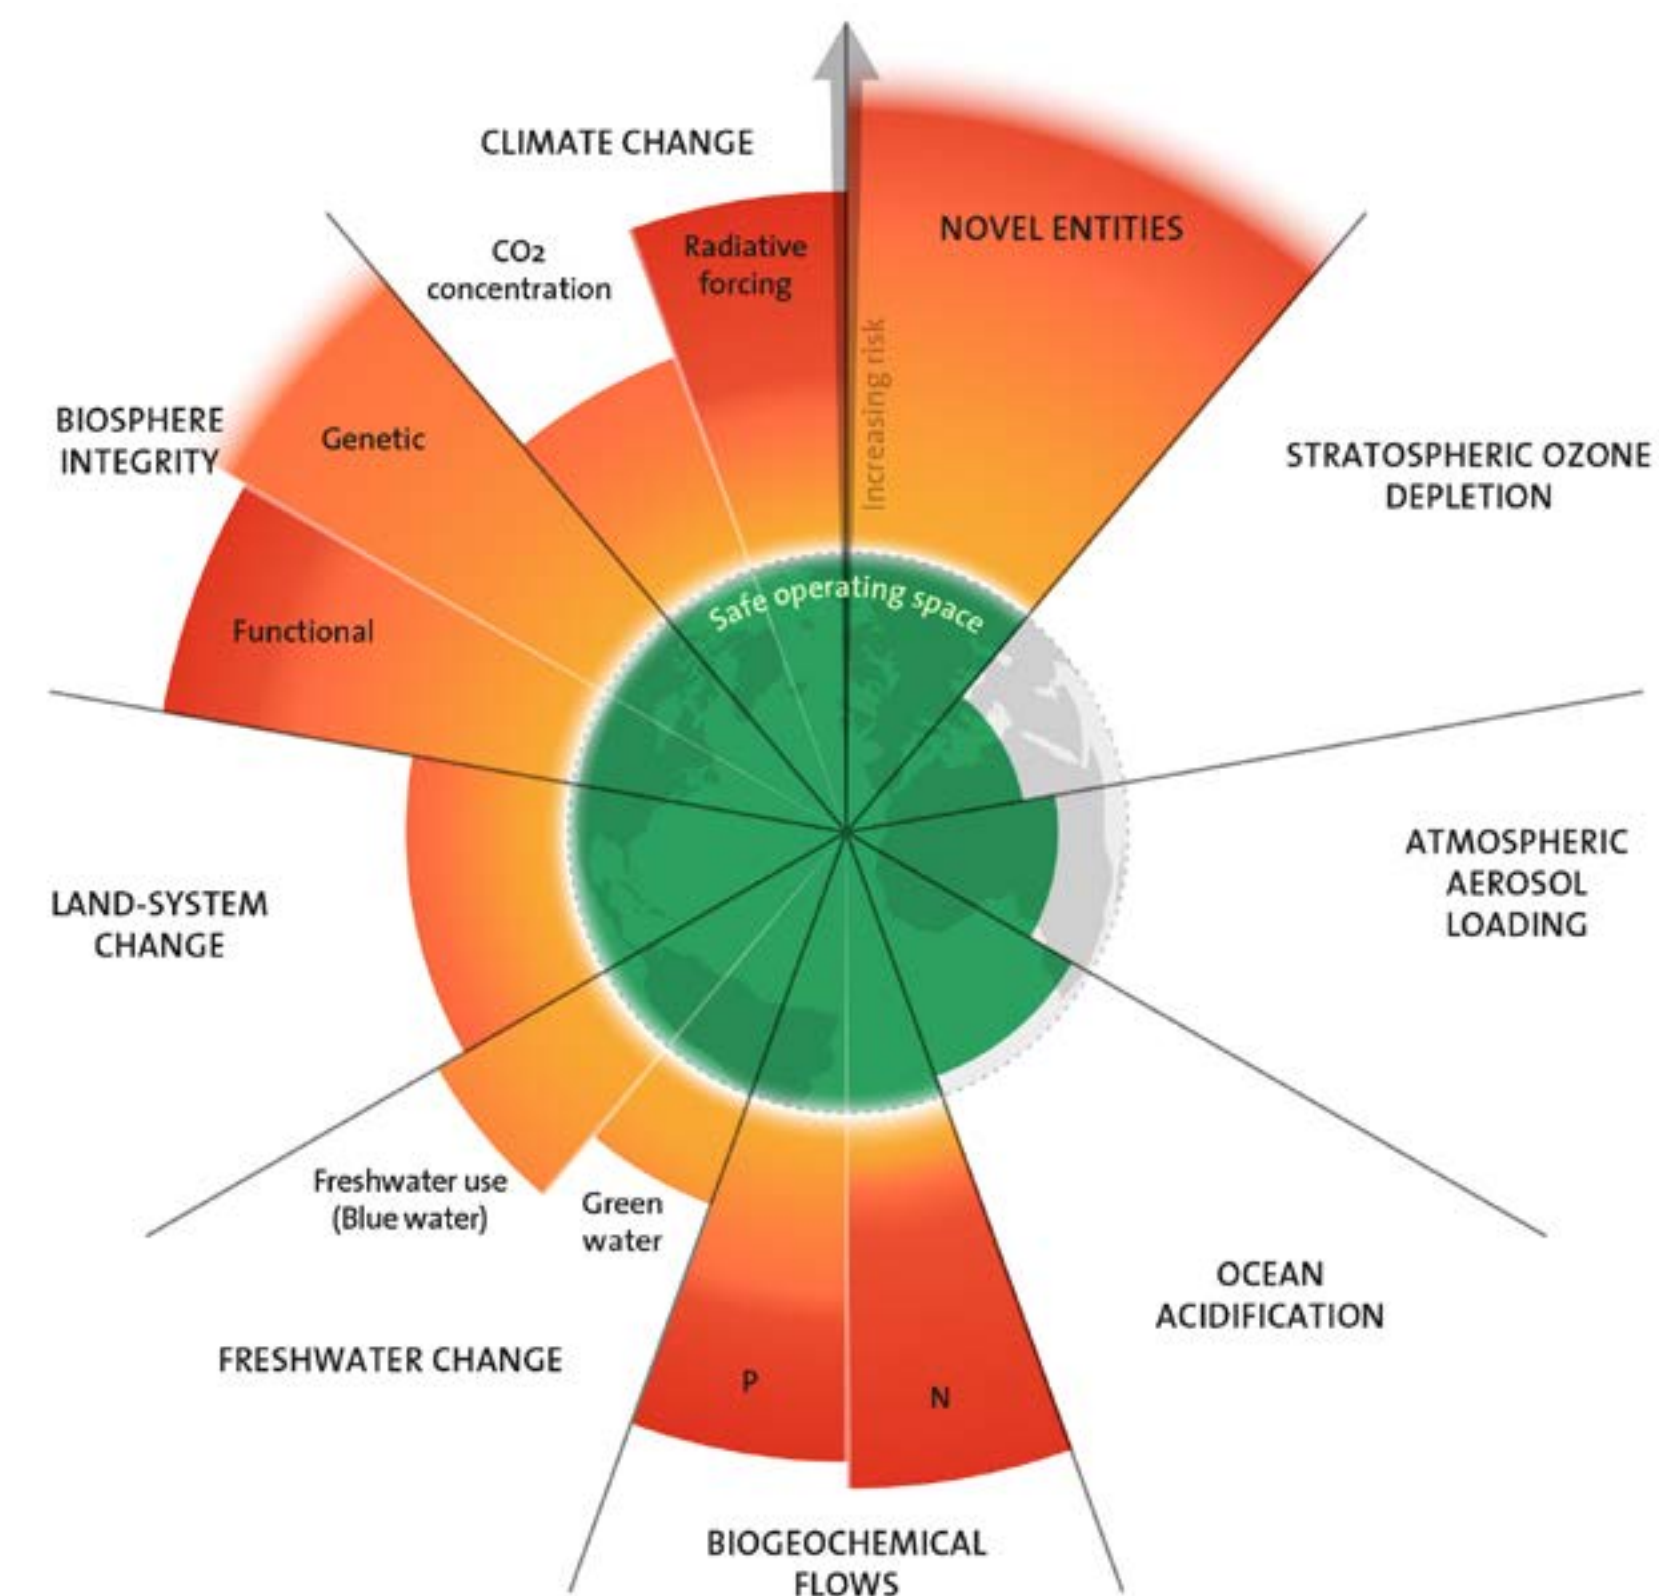 CLIMATE CHANGE
CO2
concentration
Radiative
forcing
NOVEL ENTITIES
Increasing risk
STRATOSPHERIC OZONE
DEPLETION
BIOSPHERE
INTEGRITY
Genetic
Functional
Safe operating space
ATMOSPHERIC
AEROSOL
LOADING
LAND-SYSTEM
CHANGE
Freshwater use
(Blue water)
Green
water
OCEAN
ACIDIFICATION
FRESHWATER CHANGE
P
N
BIOGEOCHEMICAL
FLOWS